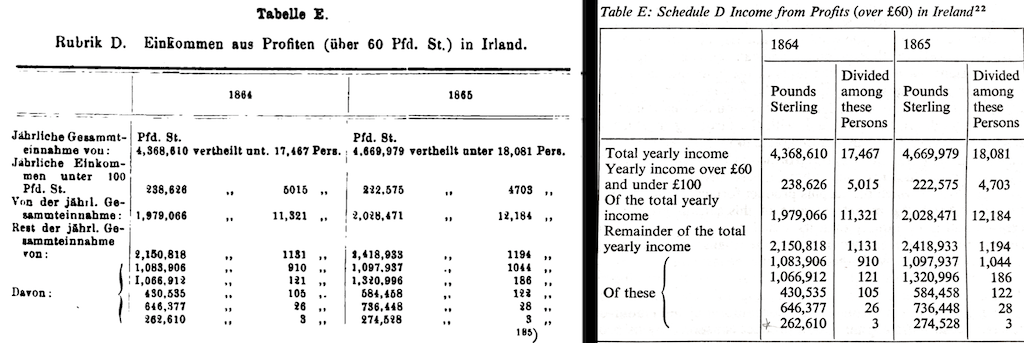 Tabelle E.
Rubrik D. Einkommen aus Profiten (über 60 Pfd. St.) in Irland.
1864 1865
Jährliche Gesammt- Pfd. St. Pfd. St.
einnahme von: 4,368,610 vertheilt unt. 17,467 Pers. 4,669,979 vertheilt unter 18,081 Pers.
Jährliche Einkom-
men unter 100
Pfd. St. 238,626 „ 5015 „ 222,575 „ 4703 „
Von der jährl. Ge-
sammteinnahme: 1,979,066 „ 11,321 „ 2,028,471 „ 12,184 „
Rest der jährl. Ge-
sammteinnahme
von: 2,150,818 „ 1131 „ 2,418,933 „ 1194 „
1,083,906 „ 910 „ 1,097,937 „ 1044 „
1,066,912 „ 121 „ 1,320,996 „ 186 „
Davon: 430,535 „ 105 „ 584,458 „ 122 „
646,377 „ 26 „ 736,448 „ 28 „
262,610 „ 3 „ 274,528 „ 3 „
185)
Table E: Schedule D Income from Profits (over £60) in Ireland22
1864 1865
Divided Divided
Pounds among Pounds among
Sterling these Sterling these
Persons Persons
Total yearly income 4,368,610 17,467 4,669,979 18,081
Yearly income over £60
and under £100 238,626 5,015 222,575 4,703
Of the total yearly
income 1,979,066 11,321 2,028,471 12,184
Remainder of the total
yearly income 2,150,818 1,131 2,418,933 1,194
1,083,906 910 1,097,937 1,044
1,066,912 121 1,320,996 186
Of these 430,535 105 584,458 122
646,377 26 736,448 28
262,610 3 274,528 3